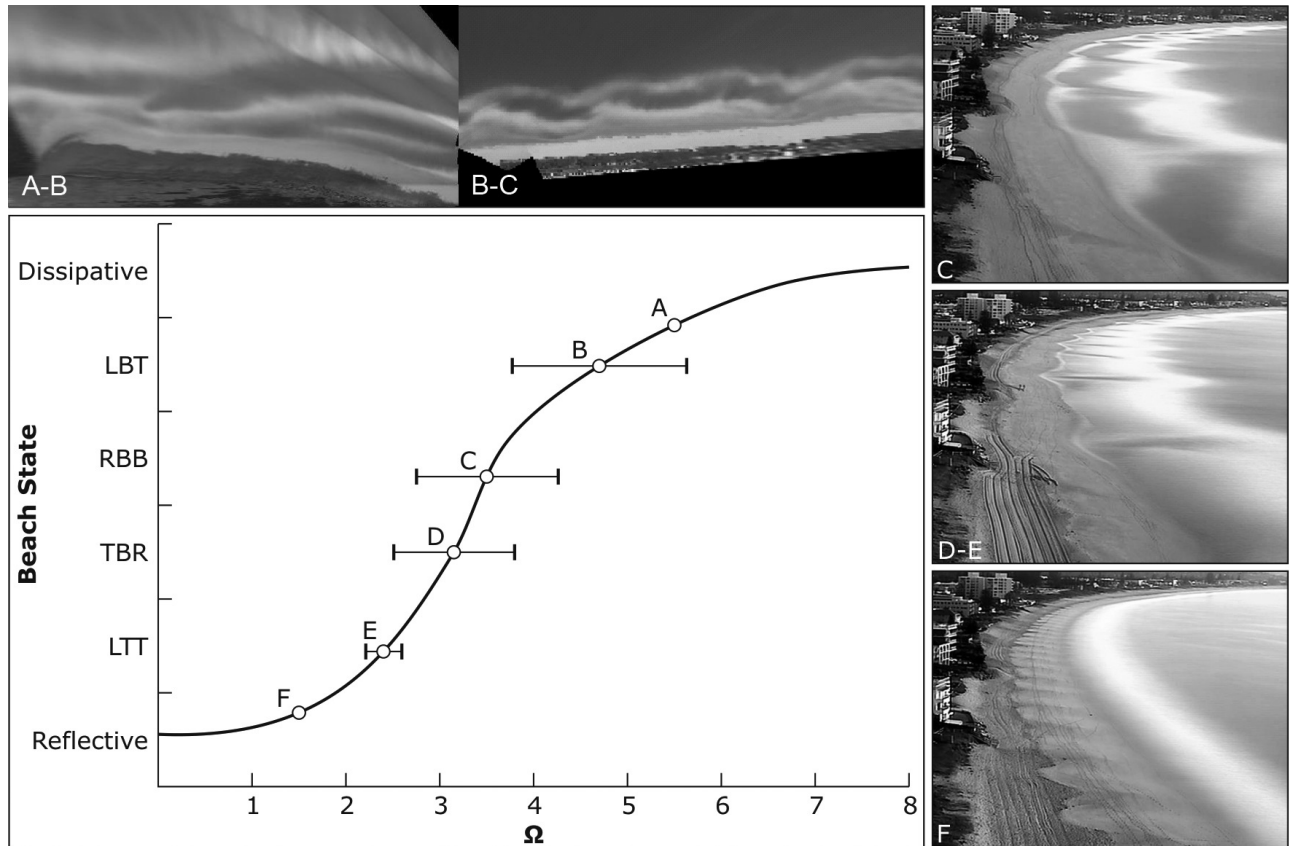 A-B
B-C
C
D-E
F
Beach State
Dissipative
LBT
RBB
TBR
LTT
Reflective
A
B
C
D
E
F
1 2 3 4 5 6 7 8
Ω